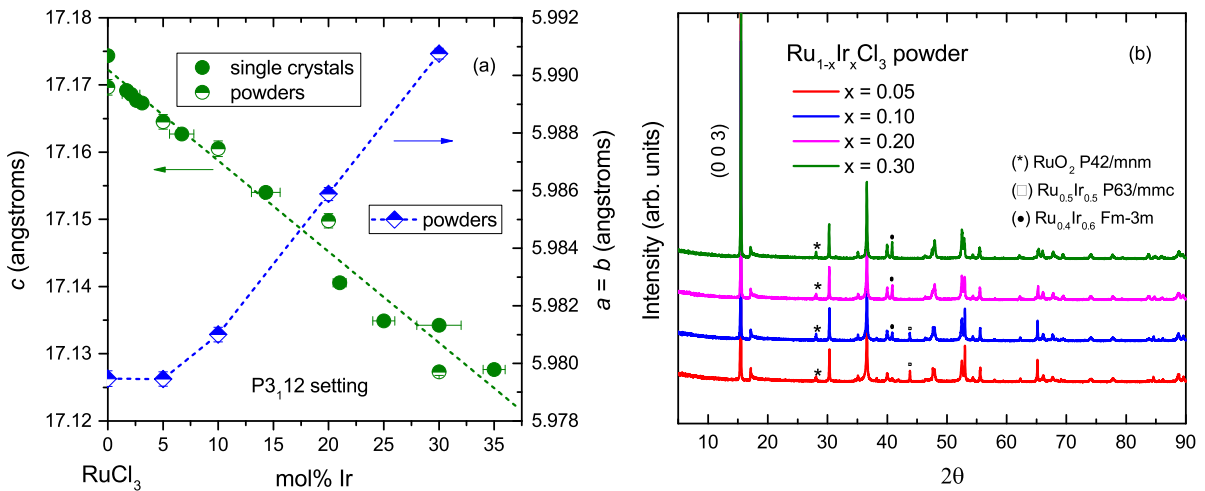 17.18
17.17
17.16
17.15
17.14
17.13
17.12
c (angstroms)
0 5 10 15 20 25 30 35
RuCl3
mol% Ir
5.992
5.990
5.988
5.986
5.984
5.982
5.980
5.978
a = b (angstroms)
(a)
single crystals
powders
powders
P3112 setting
Intensity (arb. units)
(b)
Ru1-xIrxCl3 powder
x = 0.05
x = 0.10
x = 0.20
x = 0.30
(0 0 3)
(*) RuO2 P42/mnm
(□) Ru0.5Ir0.5 P63/mmc
(•) Ru0.4Ir0.6 Fm-3m
* •
* •
* • □
* □
10 20 30 40 50 60 70 80 90
2θ